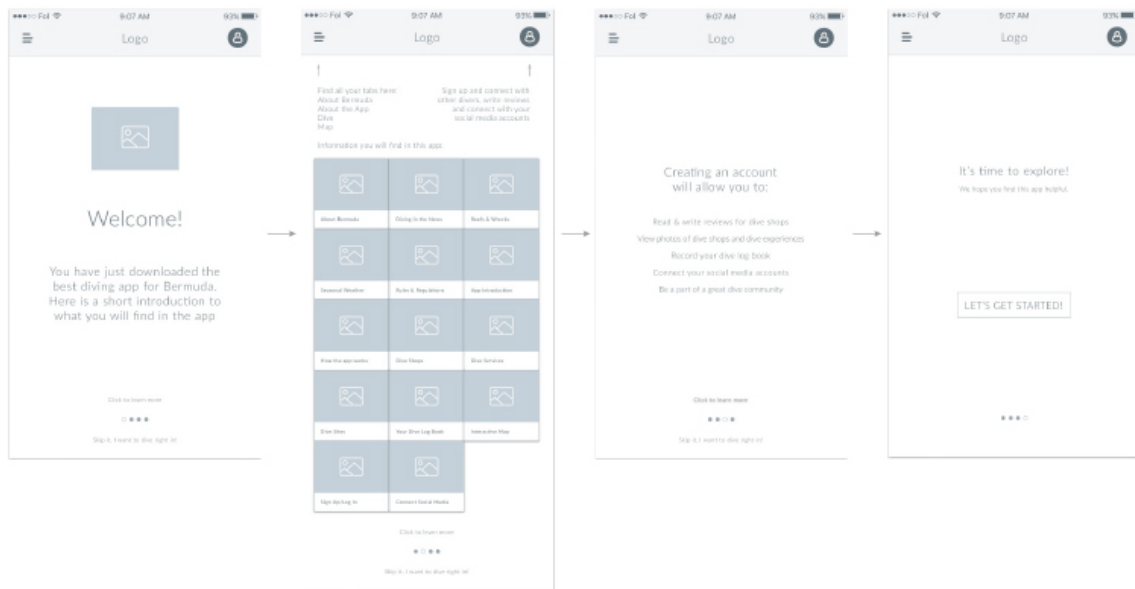 Fol 9:07 AM 93%
Logo
Welcome!
You have just downloaded the
best diving app for Bermuda.
Here is a short introduction to
what you will find in the app
Click to learn more
Skip it, I want to dive right in!
Fol 9:07 AM 93%
Logo
Find all your tabs here
About Bermuda
About the App
Dive
Map
Sign up and connect with
other divers, write reviews
and connect with your
social media accounts
Information you will find in this app:
About Bermuda Diving in the News Reefs & Wrecks
Seasonal Weather Rules & Regulations App Introduction
How the app works Dive Shops Dive Services
Dive Sites Your Dive Log Book Interactive Map
Sign Up/Log In Connect Social Media
Click to learn more
Skip it, I want to dive right in!
Fol 9:07 AM 93%
Logo
Creating an account
will allow you to:
Read & write reviews for dive shops
View photos of dive shops and dive experiences
Record your dive log book
Connect your social media accounts
Be a part of a great dive community
Click to learn more
Skip it, I want to dive right in!
Fol 9:07 AM 93%
Logo
It's time to explore!
We hope you find this app helpful.
LET'S GET STARTED!